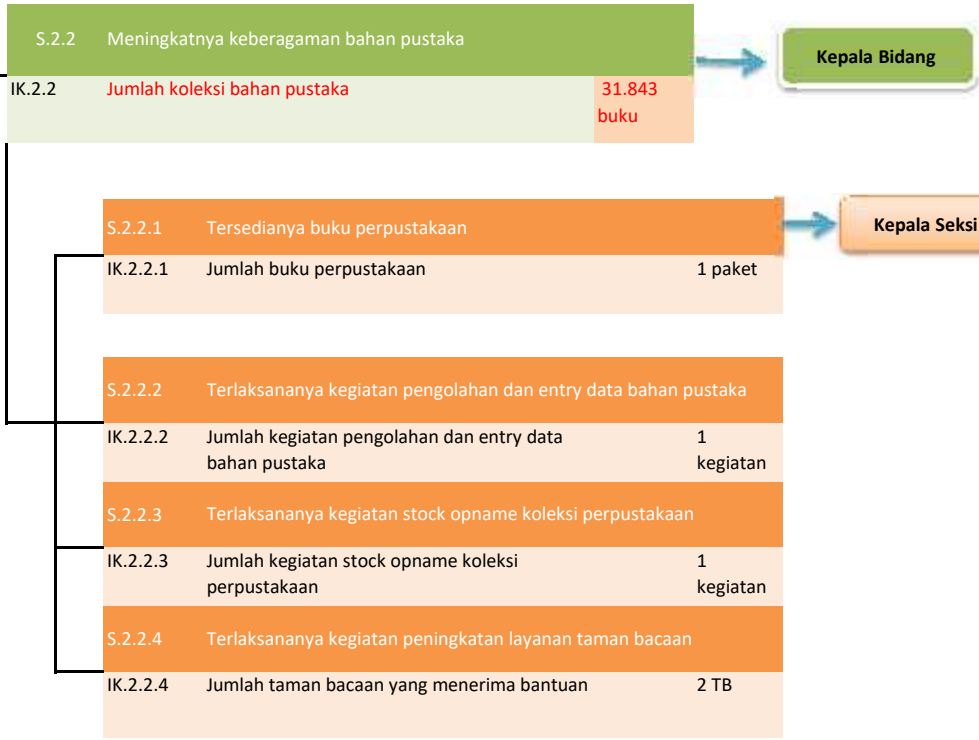 S.2.2 Meningkatnya keberagaman bahan pustaka
Kepala Bidang
IK.2.2 Jumlah koleksi bahan pustaka 31.843
buku
S.2.2.1 Tersedianya buku perpustakaan
Kepala Seksi
IK.2.2.1 Jumlah buku perpustakaan 1 paket
S.2.2.2 Terlaksananya kegiatan pengolahan dan entry data bahan pustaka
IK.2.2.2 Jumlah kegiatan pengolahan dan entry data 1
bahan pustaka kegiatan
S.2.2.3 Terlaksananya kegiatan stock opname koleksi perpustakaan
IK.2.2.3 Jumlah kegiatan stock opname koleksi 1
perpustakaan kegiatan
S.2.2.4 Terlaksananya kegiatan peningkatan layanan taman bacaan
IK.2.2.4 Jumlah taman bacaan yang menerima bantuan 2 TB